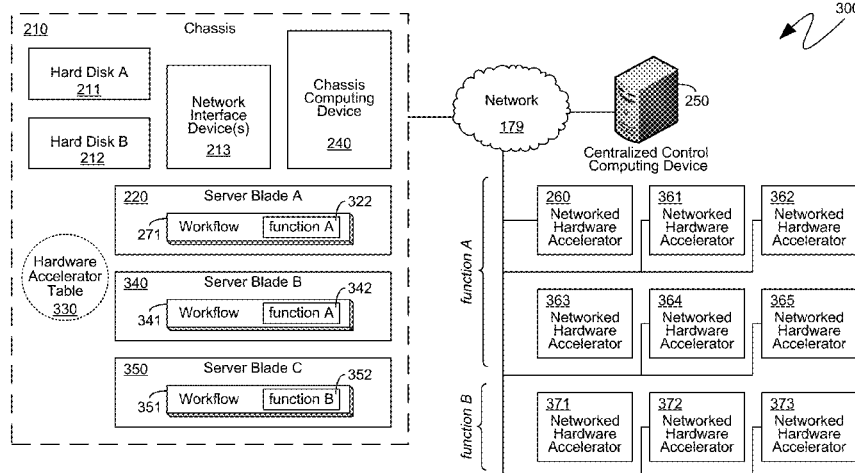 300
210
Chassis
Hard Disk A
211
Hard Disk B
212
Network
Interface
Device(s)
213
Chassis
Computing
Device
240
Network
179
250
Centralized Control
Computing Device
220
Server Blade A
322
271
Workflow
function A
Hardware
Accelerator
Table
330
340
Server Blade B
342
341
Workflow
function A
350
Server Blade C
352
351
Workflow
function B
function A
260
Networked
Hardware
Accelerator
361
Networked
Hardware
Accelerator
362
Networked
Hardware
Accelerator
363
Networked
Hardware
Accelerator
364
Networked
Hardware
Accelerator
365
Networked
Hardware
Accelerator
function B
371
Networked
Hardware
Accelerator
372
Networked
Hardware
Accelerator
373
Networked
Hardware
Accelerator